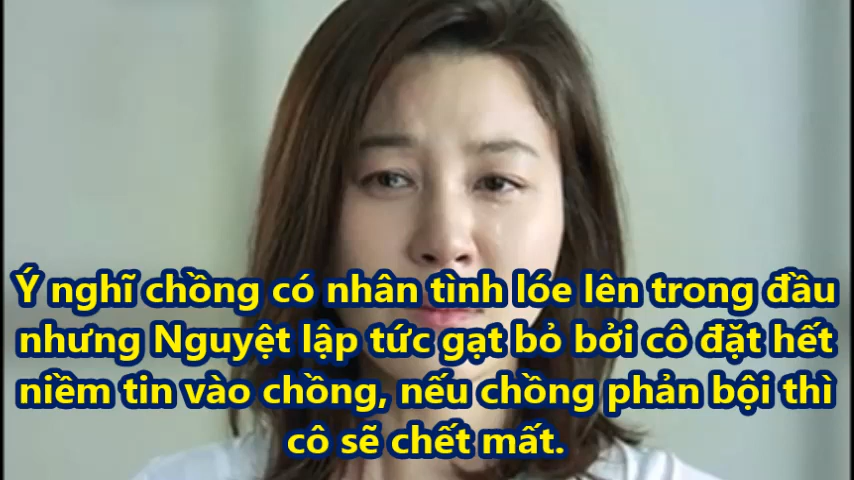 Ý nghĩ chồng có nhân tình lóe lên trong đầu
nhưng Nguyệt lập tức gạt bỏ bởi cô đặt hết
niềm tin vào chồng, nếu chồng phản bội thì
cô sẽ chết mất.